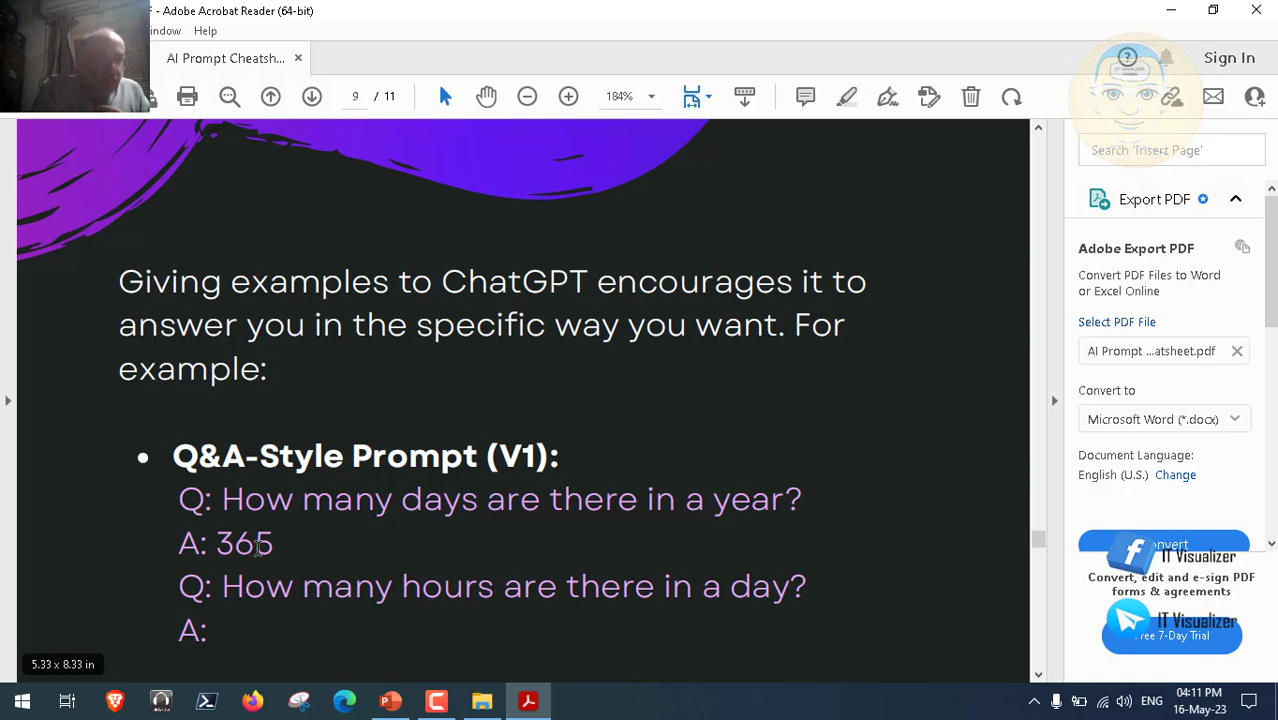 - Adobe Acrobat Reader (64-bit)
indow Help
AI Prompt Cheatsh... ×
Sign In
9 / 11
184%
Search 'Insert Page'
Export PDF
Adobe Export PDF
Convert PDF Files to Word
or Excel Online
Select PDF File
AI Prompt ...atsheet.pdf
Convert to
Microsoft Word (*.docx)
Document Language:
English (U.S.) Change
Convert
IT Visualizer
Convert, edit and e-sign PDF
forms & agreements
IT Visualizer
Free 7-Day Trial
Giving examples to ChatGPT encourages it to
answer you in the specific way you want. For
example:
• Q&A-Style Prompt (V1):
Q: How many days are there in a year?
A: 365
Q: How many hours are there in a day?
A:
5.33 x 8.33 in
ENG
04:11 PM
16-May-23